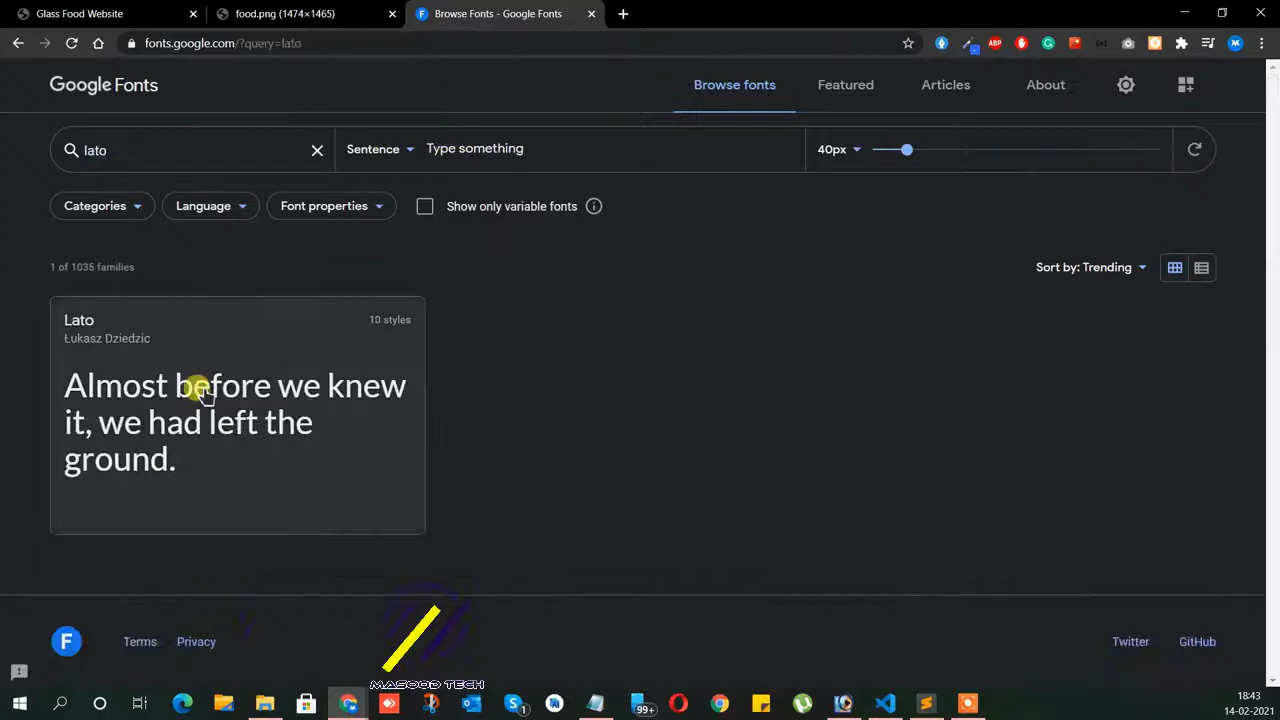 Glass Food Website
food.png (1474×1465)
Browse Fonts - Google Fonts
fonts.google.com/?query=lato
Google Fonts
Browse fonts
Featured
Articles
About
lato
Sentence
Type something
40px
Categories
Language
Font properties
Show only variable fonts
1 of 1035 families
Sort by: Trending
Lato
10 styles
Łukasz Dziedzic
Almost before we knew
it, we had left the
ground.
F
Terms
Privacy
Twitter
GitHub
MASOOD TECH
99+
18:43
14-02-2021